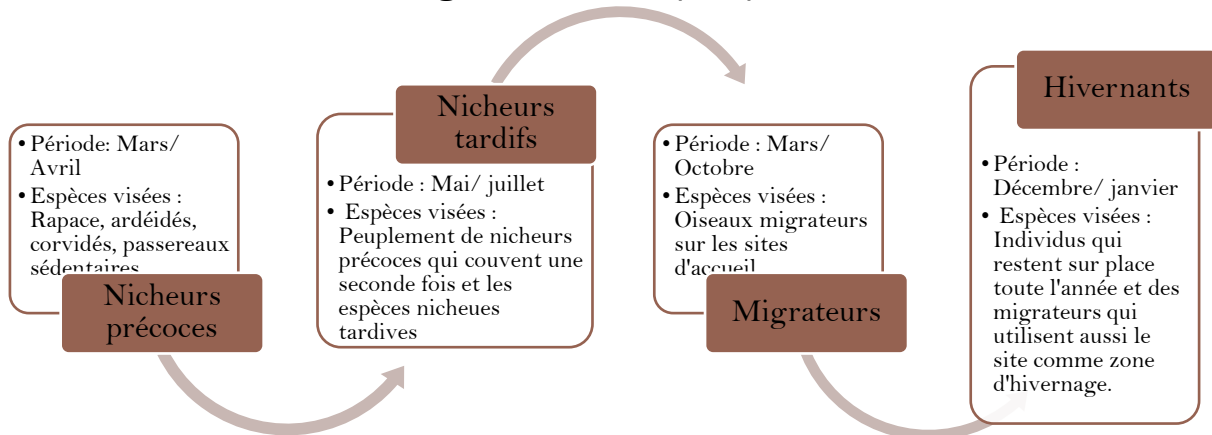 Nicheurs
précoces
• Période: Mars/
Avril
• Espèces visées :
Rapace, ardéidés,
corvidés, passereaux
sédentaires
Nicheurs
tardifs
• Période : Mai/ juillet
• Espèces visées :
Peuplement de nicheurs
précoces qui couvent une
seconde fois et les
espèces nicheues
tardives
Migrateurs
• Période : Mars/
Octobre
• Espèces visées :
Oiseaux migrateurs
sur les sites
d'accueil
Hivernants
• Période :
Décembre/ janvier
• Espèces visées :
Individus qui
restent sur place
toute l'année et des
migrateurs qui
utilisent aussi le
site comme zone
d'hivernage.